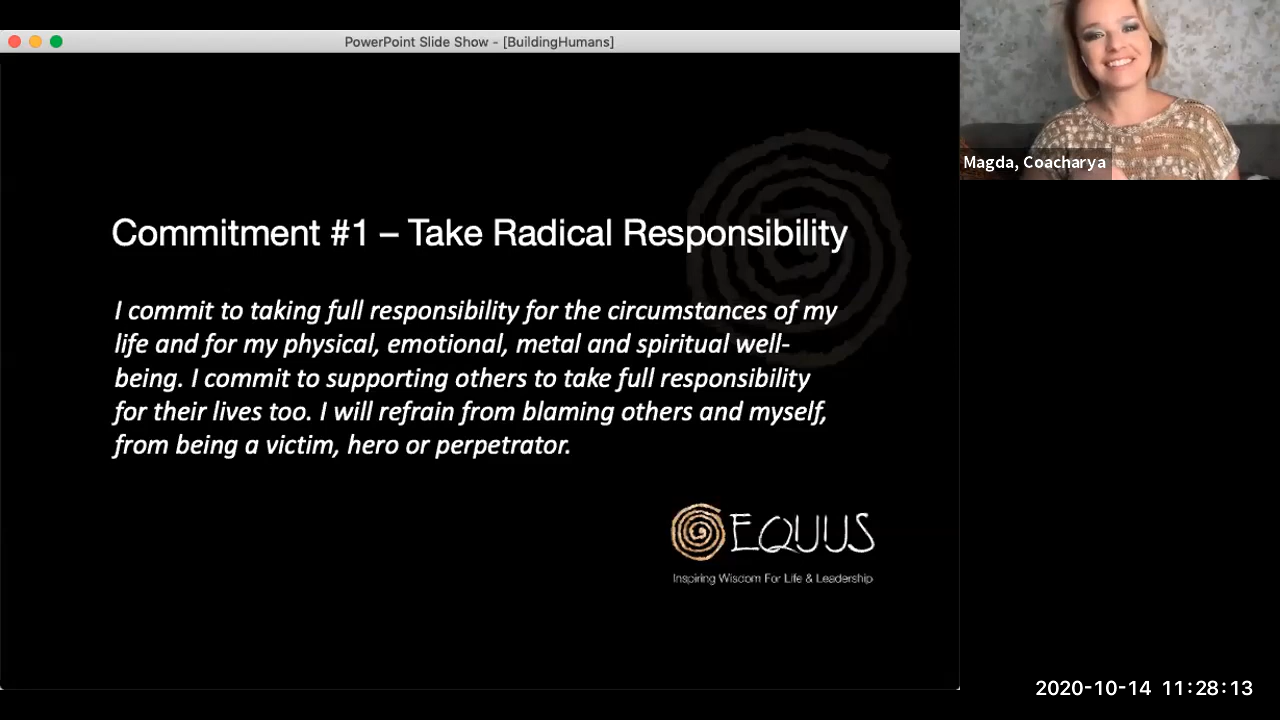 PowerPoint Slide Show - [BuildingHumans]
Magda, Coacharya
Commitment #1 – Take Radical Responsibility
I commit to taking full responsibility for the circumstances of my
life and for my physical, emotional, metal and spiritual well-
being. I commit to supporting others to take full responsibility
for their lives too. I will refrain from blaming others and myself,
from being a victim, hero or perpetrator.
EQUUS
Inspiring Wisdom For Life & Leadership
2020-10-14 11:28:13